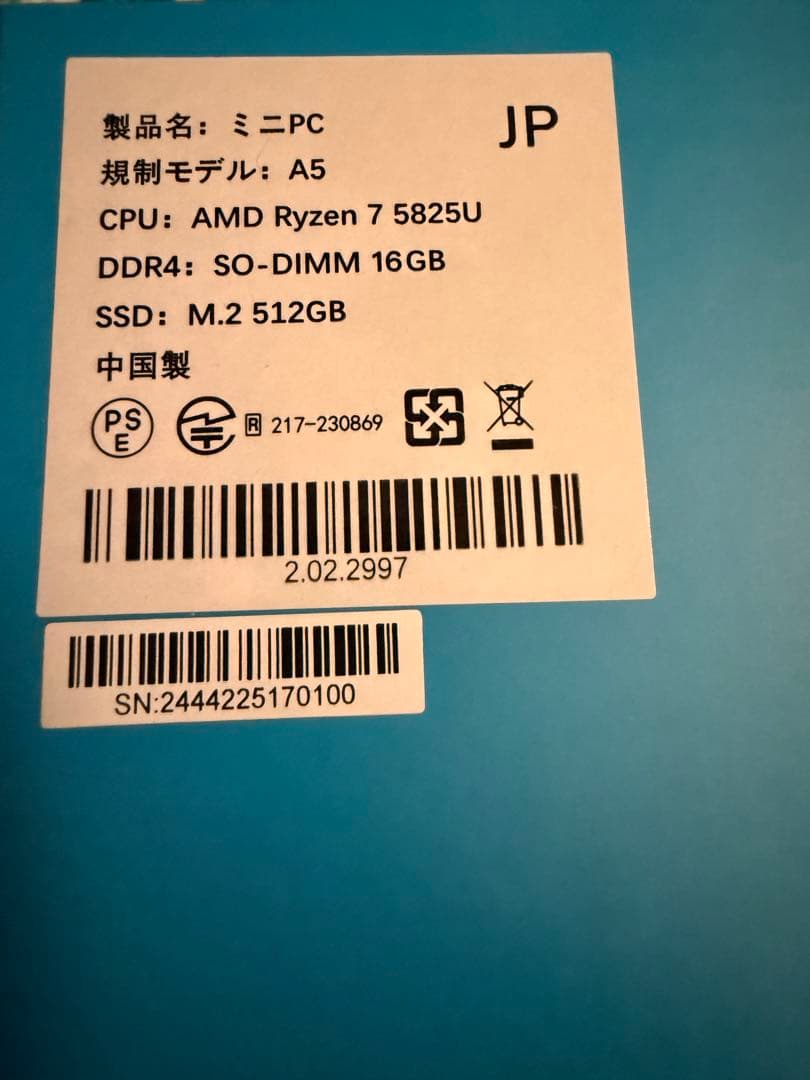 JP
製品名：ミニPC
規制モデル：A5
CPU：AMD Ryzen 7 5825U
DDR4：SO-DIMM 16GB
SSD：M.2 512GB
中国製
PS
E
R 217-230869
2.02.2997
SN:2444225170100